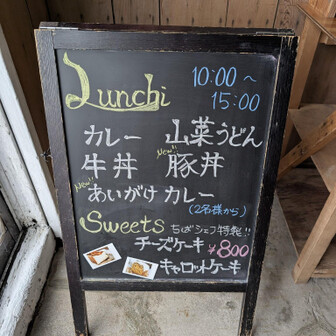 Lunch
10:00～
15:00
カレー 山菜うどん
New!! New!!
牛丼 豚丼
あいがけカレー
(2名様から)
Sweets ちばシェフ特製!!
チーズケーキ ¥800
キャロットケーキ